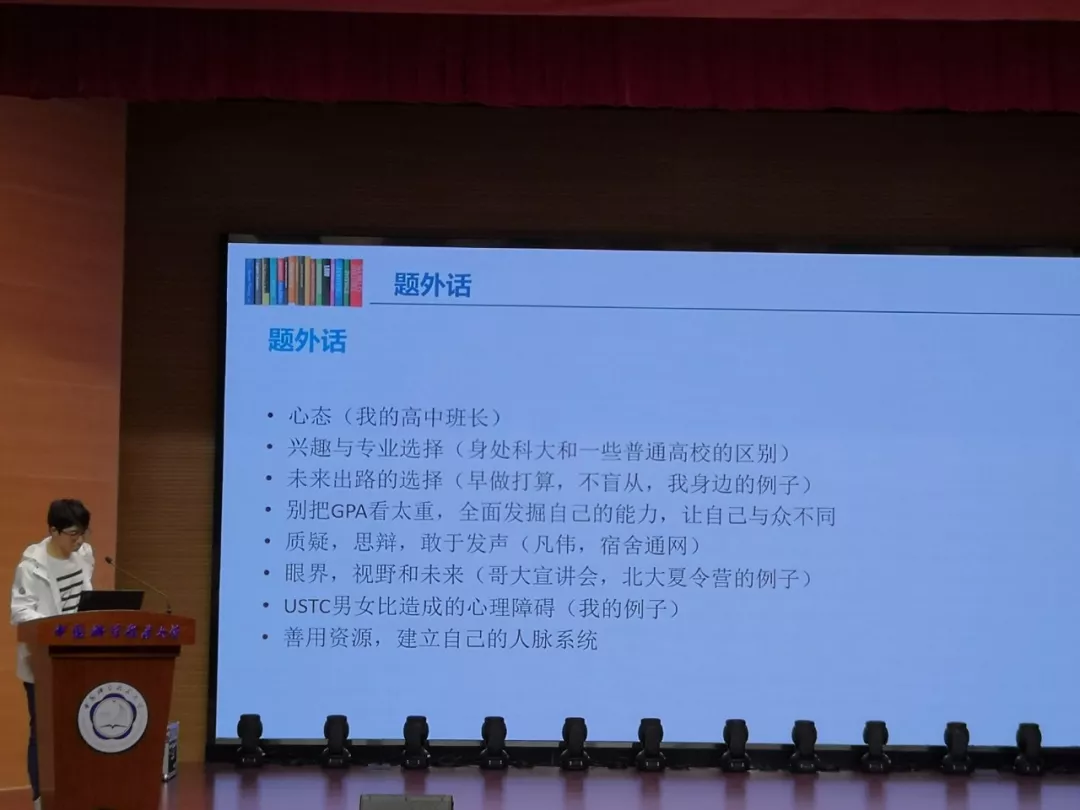 题外话
题外话
• 心态（我的高中班长）
• 兴趣与专业选择（身处科大和一些普通高校的区别）
• 未来出路的选择（早做打算，不盲从，我身边的例子）
• 别把GPA看太重，全面发掘自己的能力，让自己与众不同
• 质疑，思辩，敢于发声（凡伟，宿舍通网）
• 眼界，视野和未来（哥大宣讲会，北大夏令营的例子）
• USTC男女比造成的心理障碍（我的例子）
• 善用资源，建立自己的人脉系统
中国科学技术大学